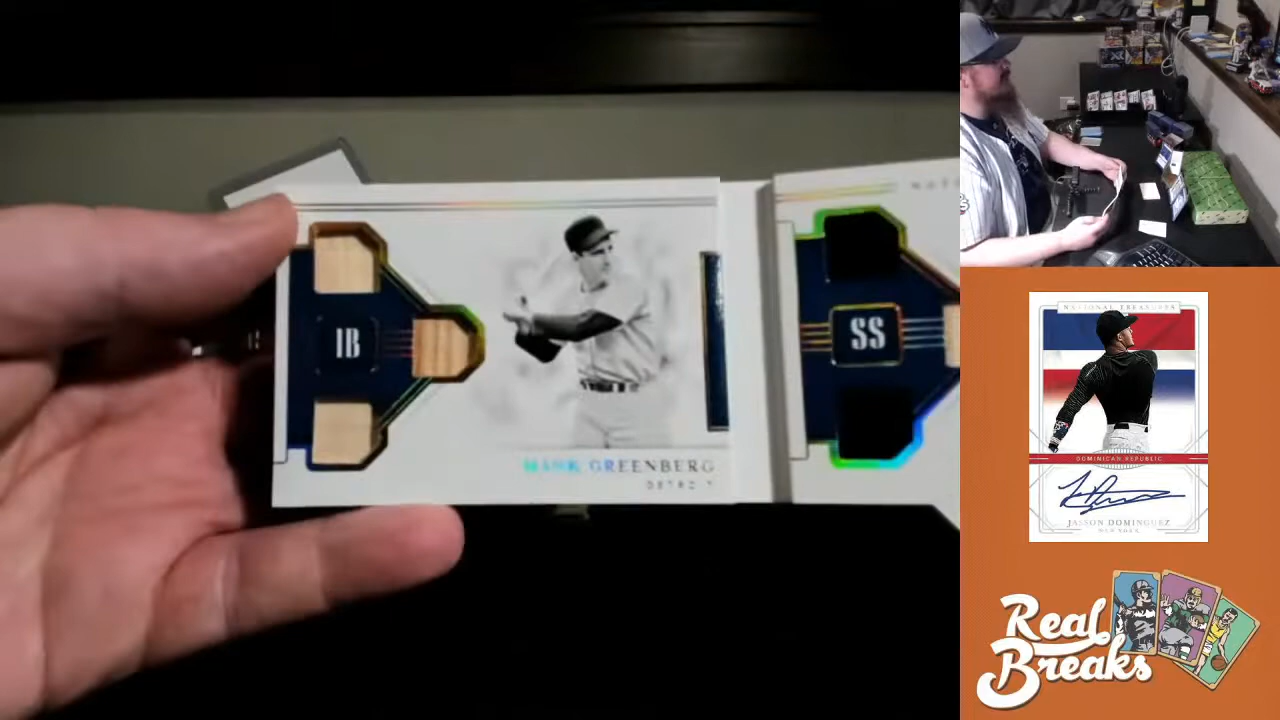 1B
HANK GREENBERG
DETROIT
SS
NATIONAL TREASURES
DOMINICAN REPUBLIC
JASSON DOMINGUEZ
NEW YORK
Real
Breaks